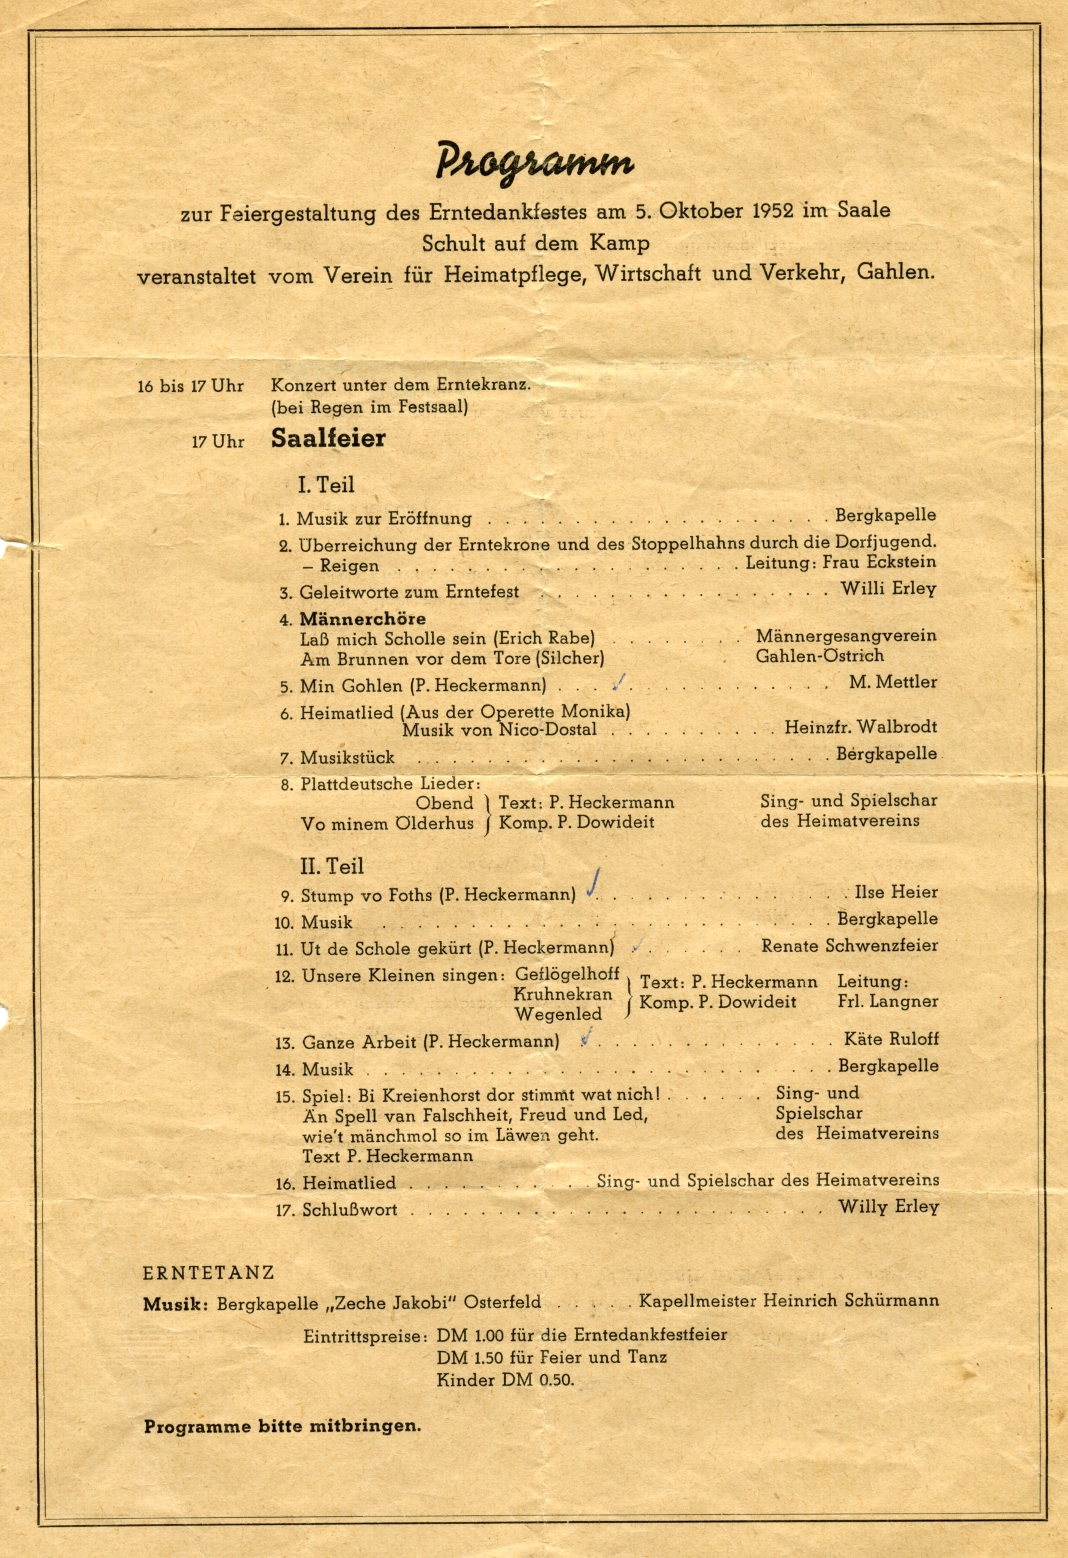 Programm
zur Feiergestaltung des Erntedankfestes am 5. Oktober 1952 im Saale
Schult auf dem Kamp
veranstaltet vom Verein für Heimatpflege, Wirtschaft und Verkehr, Gahlen.
16 bis 17 Uhr Konzert unter dem Erntekranz.
(bei Regen im Festsaal)
17 Uhr Saalfeier
I. Teil
1. Musik zur Eröffnung . . . . . . . . . . Bergkapelle
2. Überreichung der Erntekrone und des Stoppelhahns durch die Dorfjugend.
– Reigen . . . . . . . . . . Leitung: Frau Eckstein
3. Geleitworte zum Erntefest . . . . . . . . . . Willi Erley
4. Männerchöre
Laß mich Scholle sein (Erich Rabe) . . . . . Männergesangverein
Am Brunnen vor dem Tore (Silcher) Gahlen-Östrich
5. Min Gohlen (P. Heckermann) . . . . . . . . . . M. Mettler
6. Heimatlied (Aus der Operette Monika)
Musik von Nico-Dostal . . . . . . . . . . Heinzfr. Walbrodt
7. Musikstück . . . . . . . . . . Bergkapelle
8. Plattdeutsche Lieder:
Obend } Text: P. Heckermann Sing- und Spielschar
Vo minem Ölderhus } Komp. P. Dowideit des Heimatvereins
II. Teil
9. Stump vo Foths (P. Heckermann) . . . . . . . . . . Ilse Heier
10. Musik . . . . . . . . . . Bergkapelle
11. Ut de Schole gekürt (P. Heckermann) . . . . . . Renate Schwenzfeier
12. Unsere Kleinen singen: Geflögelhoff } Text: P. Heckermann Leitung:
Kruhnekran } Komp. P. Dowideit Frl. Langner
Wegenled
13. Ganze Arbeit (P. Heckermann) . . . . . . . . . . Käte Ruloff
14. Musik . . . . . . . . . . Bergkapelle
15. Spiel: Bi Kreienhorst dor stimmt wat nich! . . . . . . Sing- und
Än Spell van Falschheit, Freud und Led, Spielschar
wie't mänchmol so im Läwen geht. des Heimatvereins
Text P. Heckermann
16. Heimatlied . . . . . . . . . . Sing- und Spielschar des Heimatvereins
17. Schlußwort . . . . . . . . . . Willy Erley
ERNTETANZ
Musik: Bergkapelle „Zeche Jakobi“ Osterfeld . . . . . Kapellmeister Heinrich Schürmann
Eintrittspreise: DM 1.00 für die Erntedankfestfeier
DM 1.50 für Feier und Tanz
Kinder DM 0.50.
Programme bitte mitbringen.